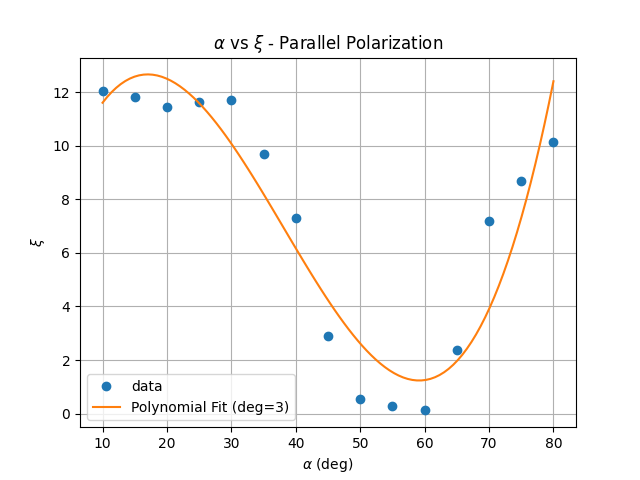 α vs ξ - Parallel Polarization
12
10
8
6
4
2
0
ξ
data
Polynomial Fit (deg=3)
10 20 30 40 50 60 70 80
α (deg)